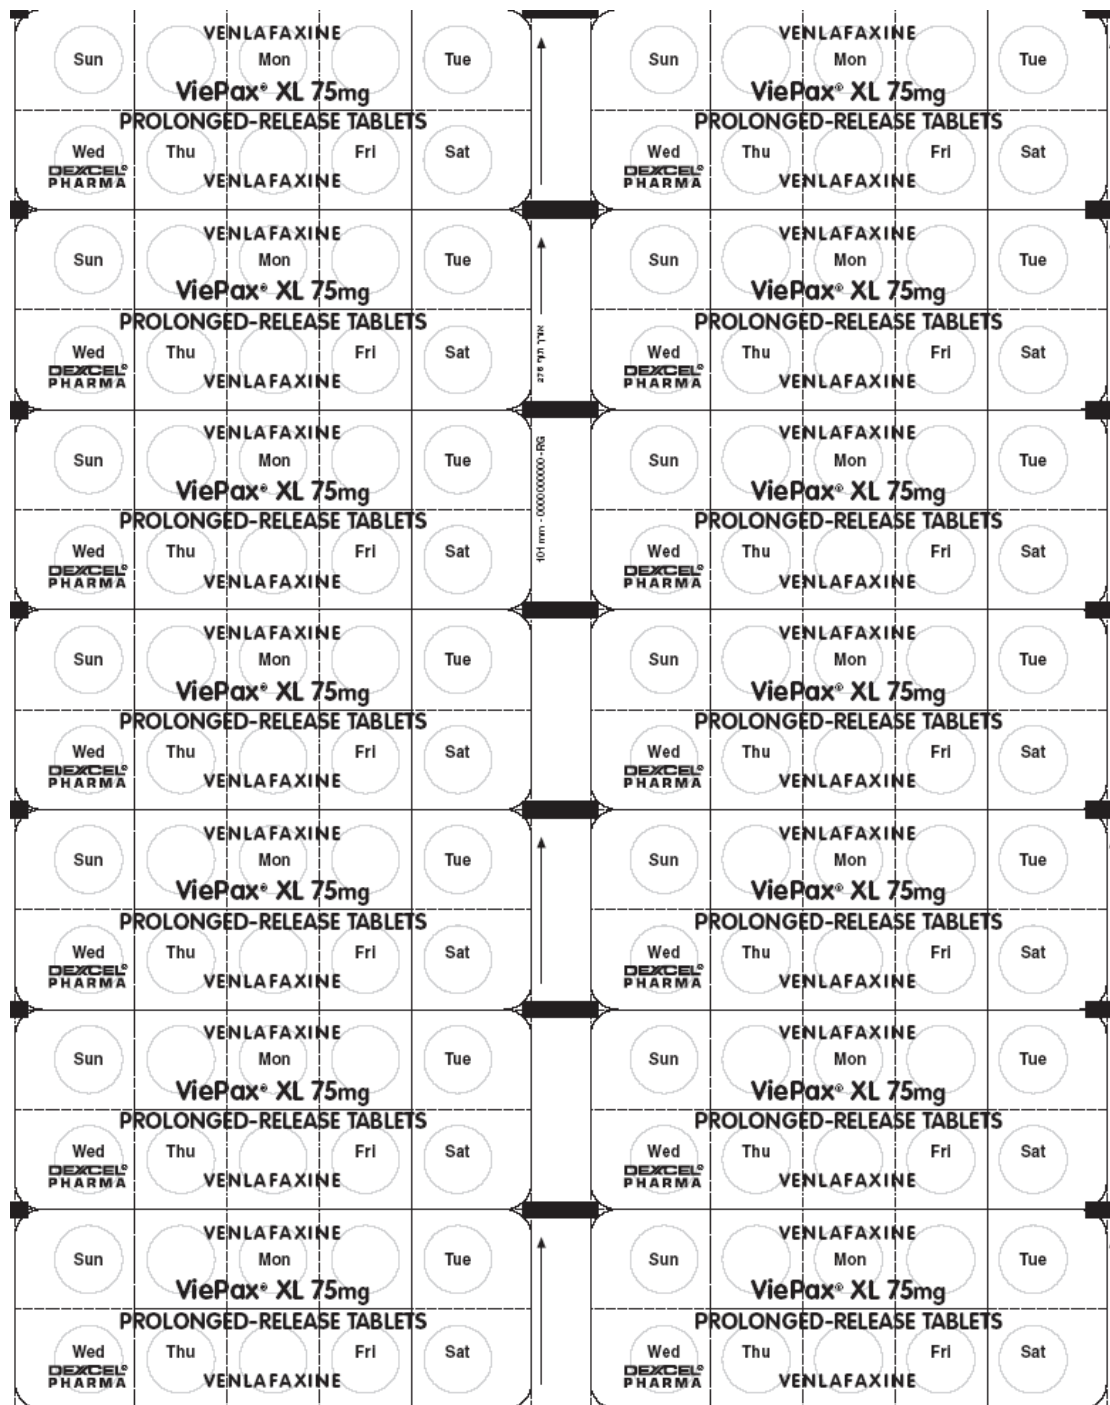 VENLAFAXINE
Sun Mon Tue
ViePax® XL 75mg
PROLONGED-RELEASE TABLETS
Wed Thu Fri Sat
DEXCEL®
PHARMA
VENLAFAXINE
VENLAFAXINE
Sun Mon Tue
ViePax® XL 75mg
PROLONGED-RELEASE TABLETS
Wed Thu Fri Sat
DEXCEL®
PHARMA
VENLAFAXINE
VENLAFAXINE
Sun Mon Tue
ViePax® XL 75mg
PROLONGED-RELEASE TABLETS
Wed Thu Fri Sat
DEXCEL®
PHARMA
VENLAFAXINE
VENLAFAXINE
Sun Mon Tue
ViePax® XL 75mg
PROLONGED-RELEASE TABLETS
Wed Thu Fri Sat
DEXCEL®
PHARMA
VENLAFAXINE
VENLAFAXINE
Sun Mon Tue
ViePax® XL 75mg
PROLONGED-RELEASE TABLETS
Wed Thu Fri Sat
DEXCEL®
PHARMA
VENLAFAXINE
VENLAFAXINE
Sun Mon Tue
ViePax® XL 75mg
PROLONGED-RELEASE TABLETS
Wed Thu Fri Sat
DEXCEL®
PHARMA
VENLAFAXINE
VENLAFAXINE
Sun Mon Tue
ViePax® XL 75mg
PROLONGED-RELEASE TABLETS
Wed Thu Fri Sat
DEXCEL®
PHARMA
VENLAFAXINE
101 mm - 0000000000-RG
VENLAFAXINE
Sun Mon Tue
ViePax® XL 75mg
PROLONGED-RELEASE TABLETS
Wed Thu Fri Sat
DEXCEL®
PHARMA
VENLAFAXINE
VENLAFAXINE
Sun Mon Tue
ViePax® XL 75mg
PROLONGED-RELEASE TABLETS
Wed Thu Fri Sat
DEXCEL®
PHARMA
VENLAFAXINE
VENLAFAXINE
Sun Mon Tue
ViePax® XL 75mg
PROLONGED-RELEASE TABLETS
Wed Thu Fri Sat
DEXCEL®
PHARMA
VENLAFAXINE
VENLAFAXINE
Sun Mon Tue
ViePax® XL 75mg
PROLONGED-RELEASE TABLETS
Wed Thu Fri Sat
DEXCEL®
PHARMA
VENLAFAXINE
VENLAFAXINE
Sun Mon Tue
ViePax® XL 75mg
PROLONGED-RELEASE TABLETS
Wed Thu Fri Sat
DEXCEL®
PHARMA
VENLAFAXINE
VENLAFAXINE
Sun Mon Tue
ViePax® XL 75mg
PROLONGED-RELEASE TABLETS
Wed Thu Fri Sat
DEXCEL®
PHARMA
VENLAFAXINE
VENLAFAXINE
Sun Mon Tue
ViePax® XL 75mg
PROLONGED-RELEASE TABLETS
Wed Thu Fri Sat
DEXCEL®
PHARMA
VENLAFAXINE